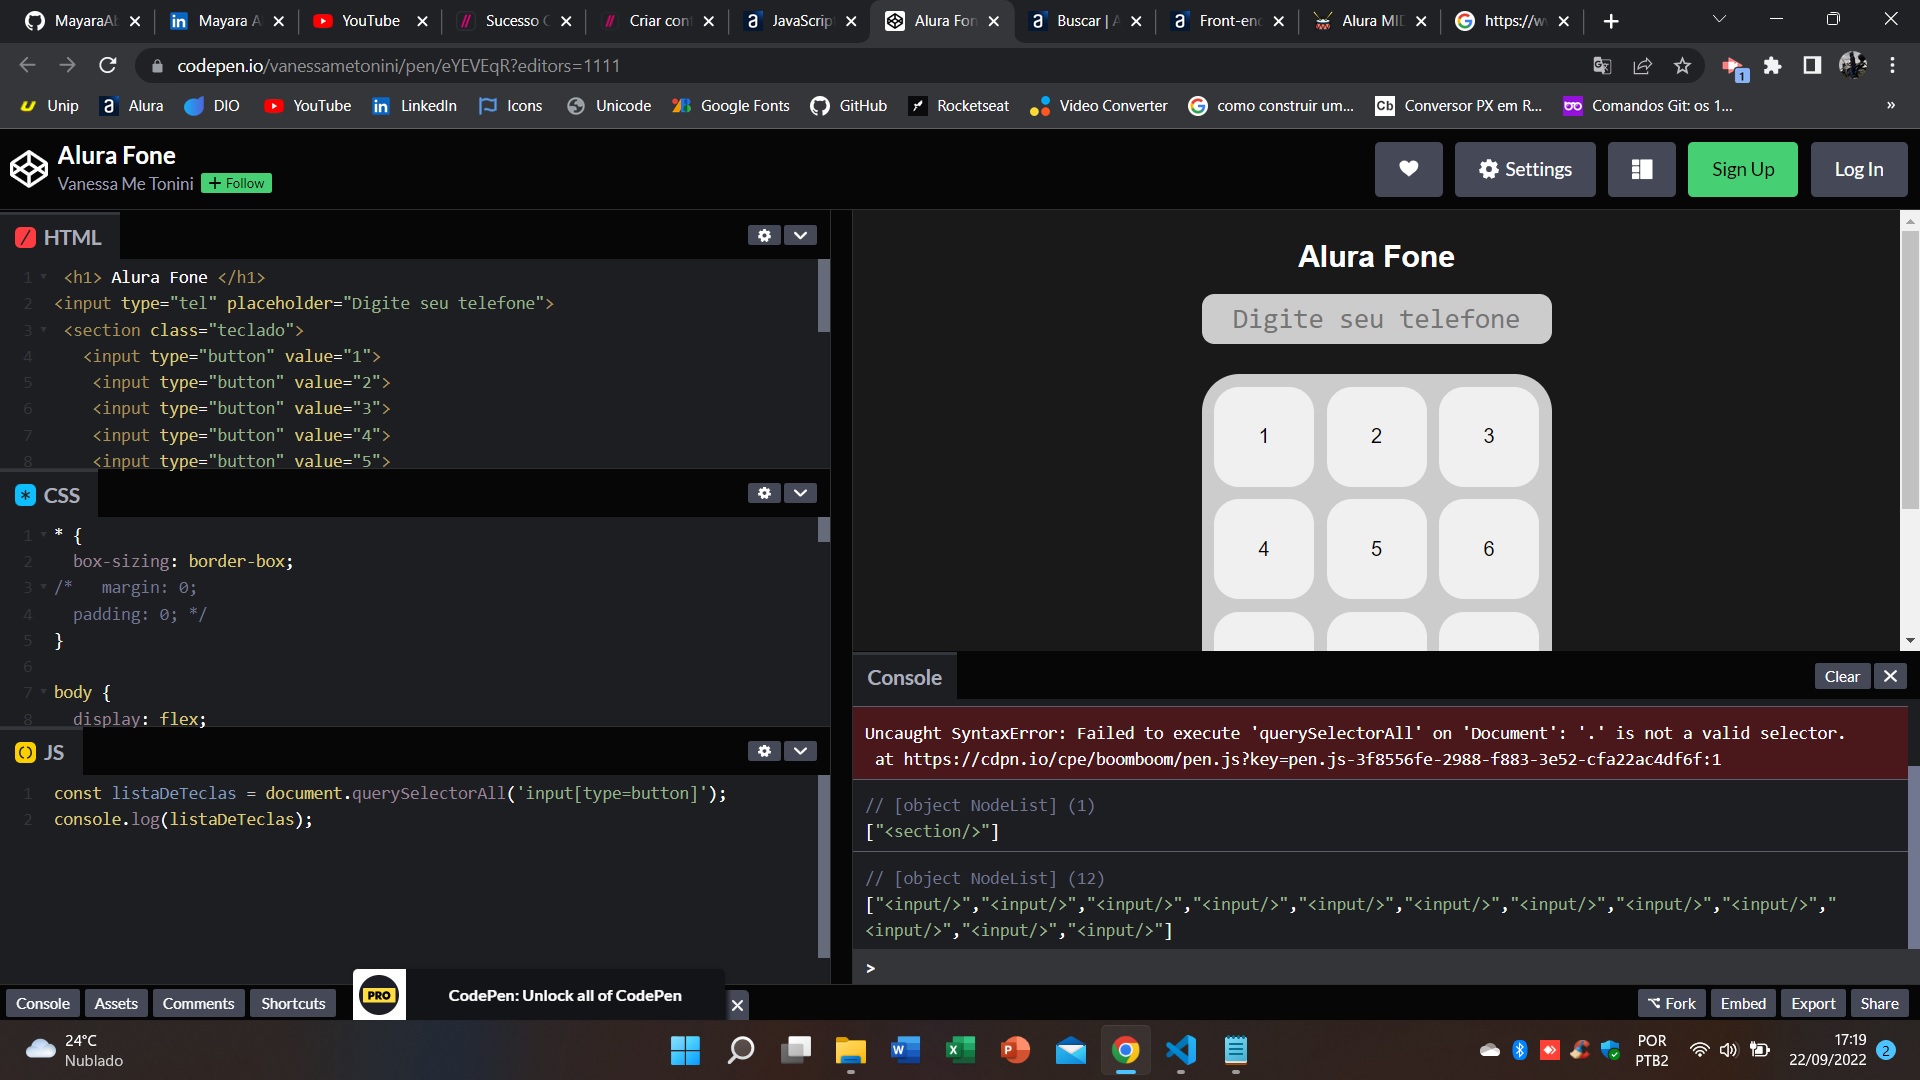 MayaraAb
Mayara A
YouTube
Sucesso
Criar con
JavaScrip
Alura Fon
Buscar | A
Front-en
Alura MI
https://w
codepen.io/vanessametonini/pen/eYEVEqR?editors=1111
1
Unip
Alura
DIO
YouTube
LinkedIn
Icons
Unicode
Google Fonts
GitHub
Rocketseat
Video Converter
como construir um...
Conversor PX em R...
Comandos Git: os 1...
»
Alura Fone
Vanessa Me Tonini
+ Follow
Settings
Sign Up
Log In
HTML
1 <h1> Alura Fone </h1>
2 <input type="tel" placeholder="Digite seu telefone">
3 <section class="teclado">
4 <input type="button" value="1">
5 <input type="button" value="2">
6 <input type="button" value="3">
7 <input type="button" value="4">
8 <input type="button" value="5">
CSS
1 * {
2 box-sizing: border-box;
3 /* margin: 0;
4 padding: 0; */
5 }
6
7 body {
8 display: flex;
JS
1 const listaDeTeclas = document.querySelectorAll('input[type=button]');
2 console.log(listaDeTeclas);
Alura Fone
Digite seu telefone
1 2 3
4 5 6
Console
Clear
Uncaught SyntaxError: Failed to execute 'querySelectorAll' on 'Document': '.' is not a valid selector.
at https://cdpn.io/cpe/boomboom/pen.js?key=pen.js-3f8556fe-2988-f883-3e52-cfa22ac4df6f:1
// [object NodeList] (1)
["<section/>"]
// [object NodeList] (12)
["<input/>","<input/>","<input/>","<input/>","<input/>","<input/>","<input/>","<input/>","<input/>","
<input/>","<input/>","<input/>"]
>
Console
Assets
Comments
Shortcuts
PRO
CodePen: Unlock all of CodePen
Fork
Embed
Export
Share
24°C
Nublado
POR
PTB2
17:19
22/09/2022
2